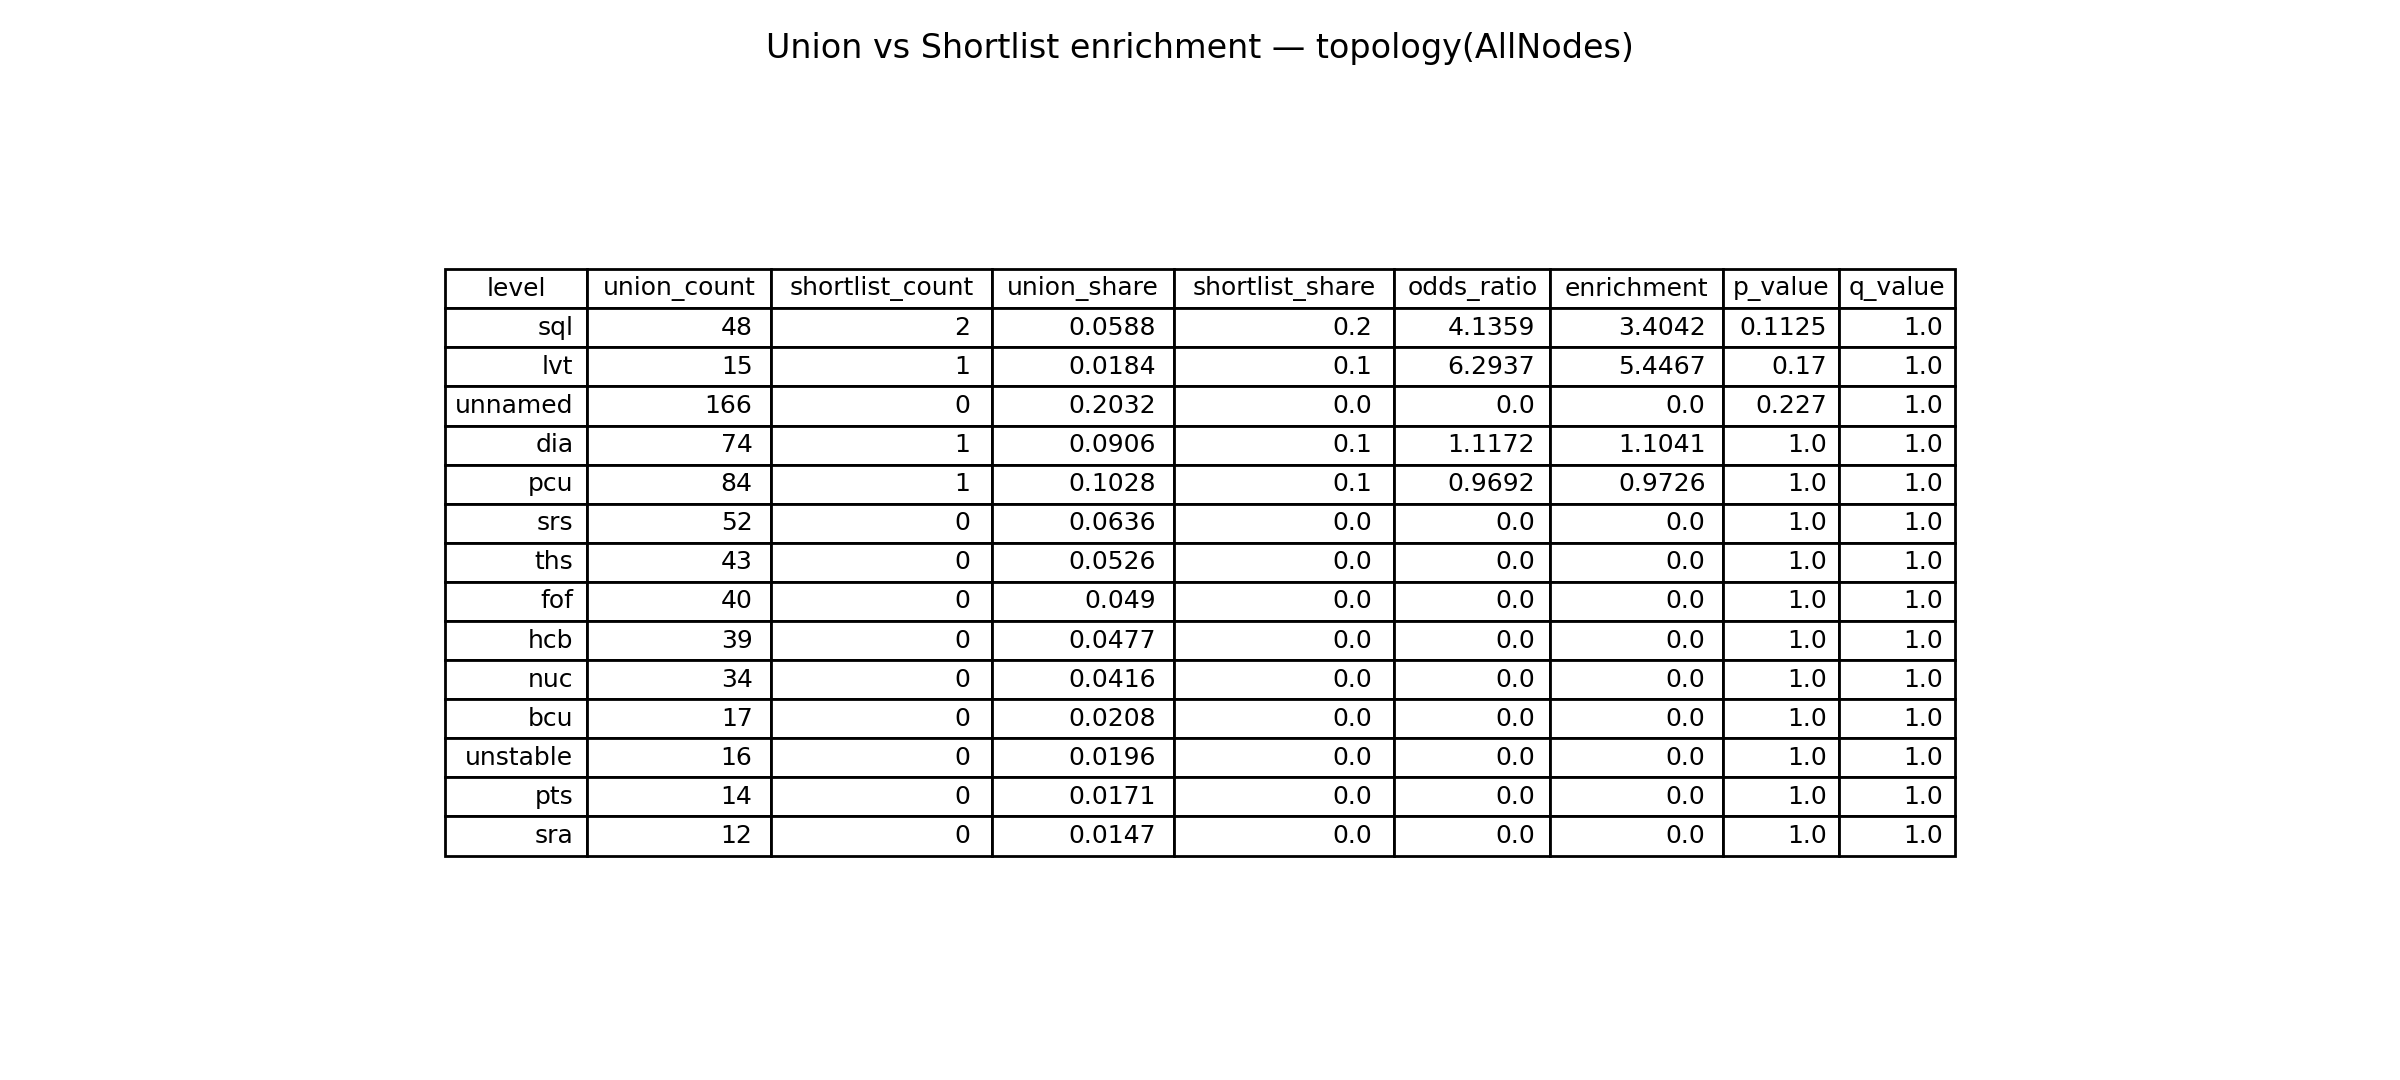 Union vs Shortlist enrichment — topology(AllNodes)
level union_count shortlist_count union_share shortlist_share odds_ratio enrichment p_value q_value
sql 48 2 0.0588 0.2 4.1359 3.4042 0.1125 1.0
lvt 15 1 0.0184 0.1 6.2937 5.4467 0.17 1.0
unnamed 166 0 0.2032 0.0 0.0 0.0 0.227 1.0
dia 74 1 0.0906 0.1 1.1172 1.1041 1.0 1.0
pcu 84 1 0.1028 0.1 0.9692 0.9726 1.0 1.0
srs 52 0 0.0636 0.0 0.0 0.0 1.0 1.0
ths 43 0 0.0526 0.0 0.0 0.0 1.0 1.0
fof 40 0 0.049 0.0 0.0 0.0 1.0 1.0
hcb 39 0 0.0477 0.0 0.0 0.0 1.0 1.0
nuc 34 0 0.0416 0.0 0.0 0.0 1.0 1.0
bcu 17 0 0.0208 0.0 0.0 0.0 1.0 1.0
unstable 16 0 0.0196 0.0 0.0 0.0 1.0 1.0
pts 14 0 0.0171 0.0 0.0 0.0 1.0 1.0
sra 12 0 0.0147 0.0 0.0 0.0 1.0 1.0